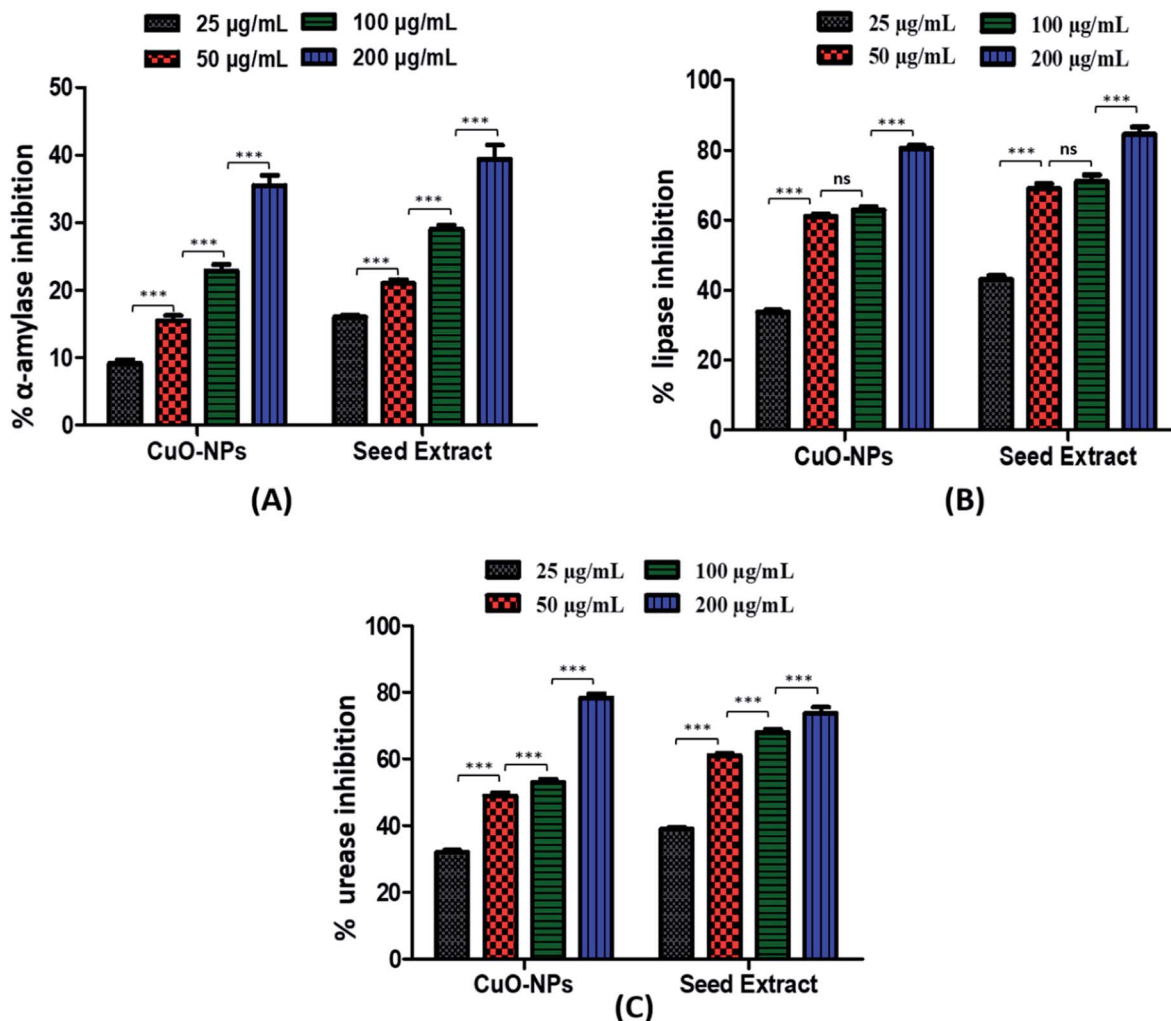 25 µg/mL 100 µg/mL
50 µg/mL 200 µg/mL
% α-amylase inhibition
50
40
30
20
10
0
*** *** *** *** *** ***
CuO-NPs Seed Extract
(A)
25 µg/mL 100 µg/mL
50 µg/mL 200 µg/mL
% lipase inhibition
100
80
60
40
20
0
*** ns *** *** ns ***
CuO-NPs Seed Extract
(B)
25 µg/mL 100 µg/mL
50 µg/mL 200 µg/mL
% urease inhibition
100
80
60
40
20
0
*** *** *** *** *** ***
CuO-NPs Seed Extract
(C)